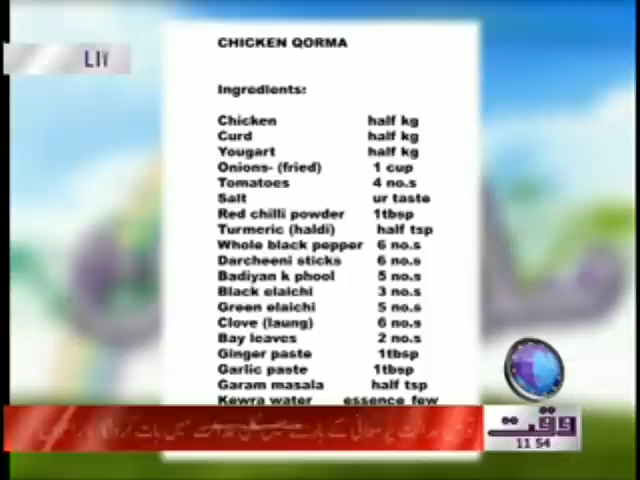 CHICKEN QORMA
LIV
Ingredients:
Chicken half kg
Curd half kg
Yougart half kg
Onions- (fried) 1 cup
Tomatoes 4 no.s
Salt ur taste
Red chilli powder 1tbsp
Turmeric (haldi) half tsp
Whole black pepper 6 no.s
Darcheeni sticks 6 no.s
Badiyan k phool 5 no.s
Black elaichi 3 no.s
Green elaichi 5 no.s
Clove (laung) 6 no.s
Bay leaves 2 no.s
Ginger paste 1tbsp
Garlic paste 1tbsp
Garam masala half tsp
Kewra water essence few
وقت
11 54